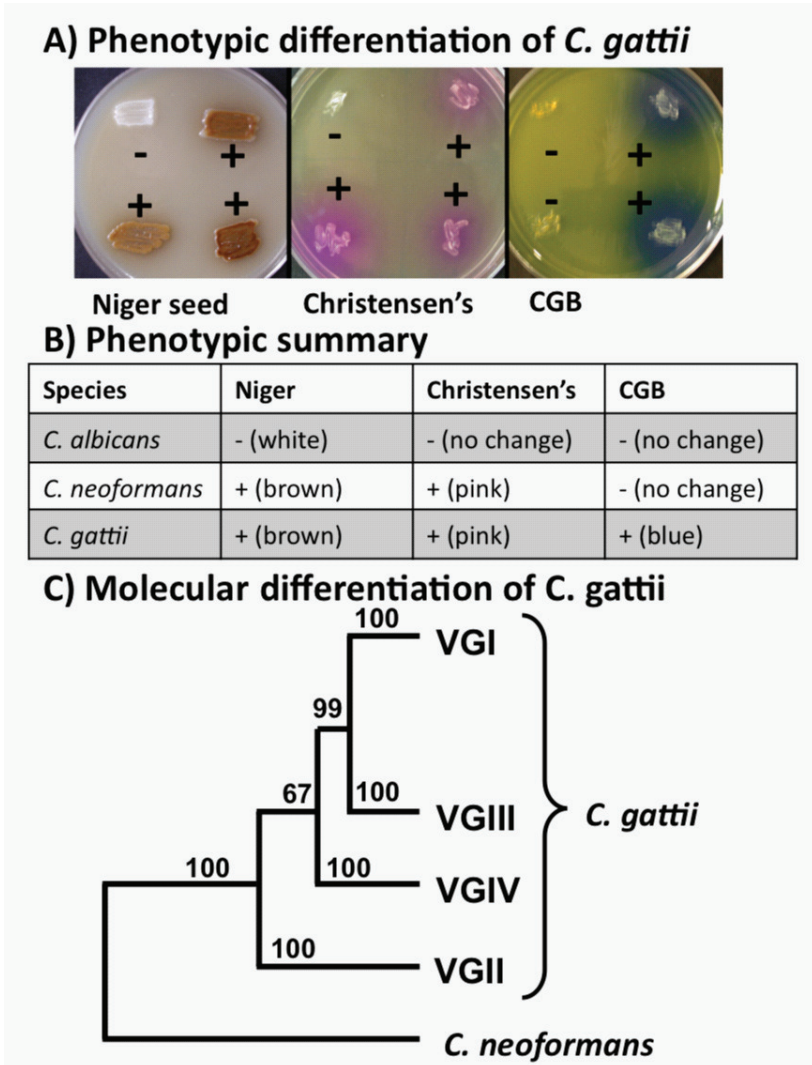 A) Phenotypic differentiation of C. gattii
- + - + - +
+ + + + - +
Niger seed Christensen's CGB
B) Phenotypic summary
Species Niger Christensen’s CGB
C. albicans - (white) - (no change) - (no change)
C. neoformans + (brown) + (pink) - (no change)
C. gattii + (brown) + (pink) + (blue)
C) Molecular differentiation of C. gattii
100
VGI
99
67 100
VGIII
C. gattii
100 100
VGIV
100
VGII
C. neoformans